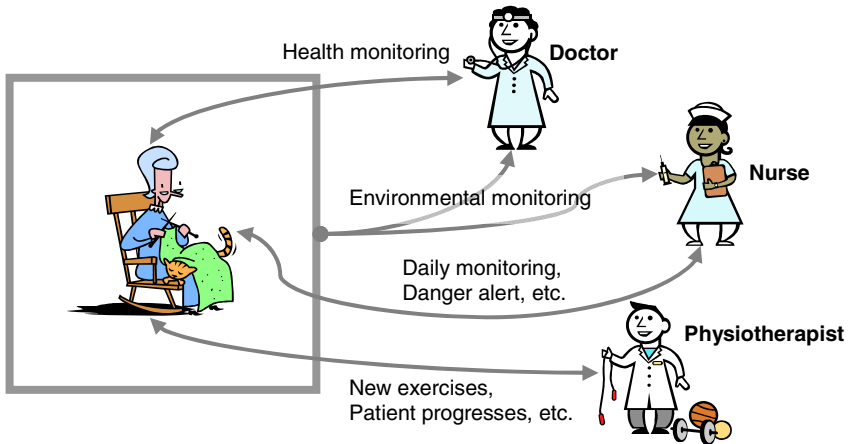 Health monitoring
Doctor
Nurse
Environmental monitoring
Daily monitoring,
Danger alert, etc.
Physiotherapist
New exercises,
Patient progresses, etc.